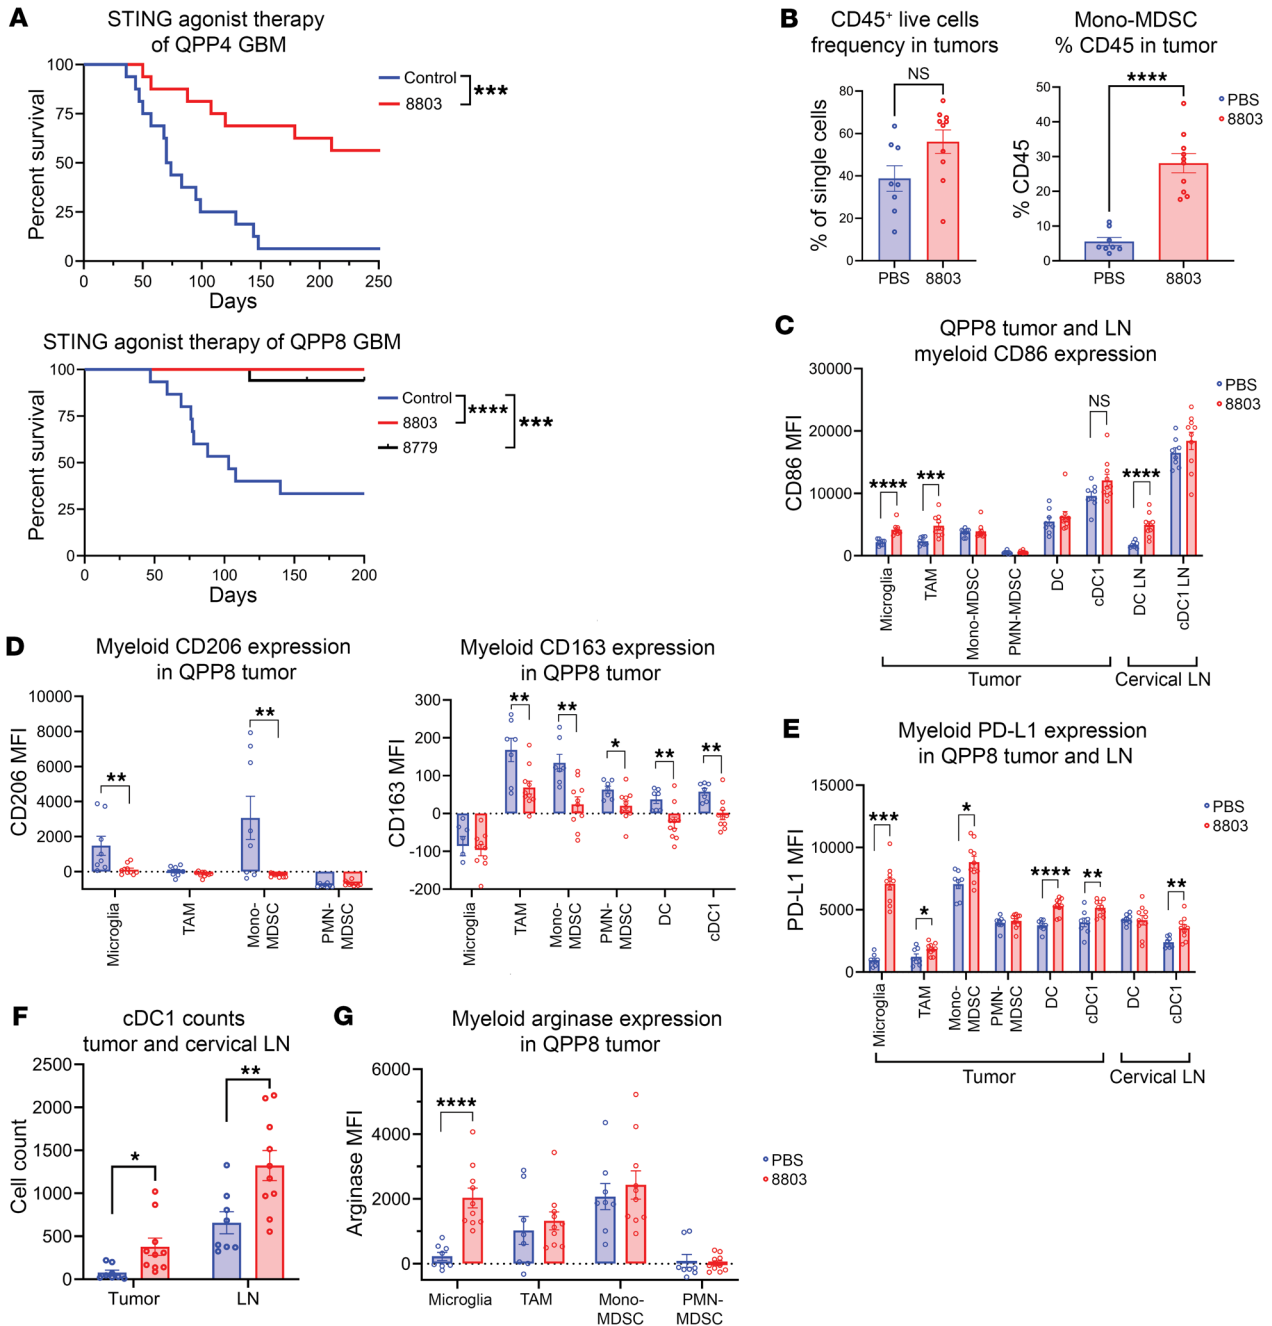 A
STING agonist therapy
of QPP4 GBM
Percent survival
100
75
50
25
0
0 50 100 150 200 250
Days
Control
8803
***
STING agonist therapy of QPP8 GBM
Percent survival
100
75
50
25
0
0 50 100 150 200
Days
Control
8803
8779
**** ***
B
CD45+ live cells
frequency in tumors
% of single cells
80
60
40
20
0
NS
PBS 8803
Mono-MDSC
% CD45 in tumor
% CD45
50
40
30
20
10
0
****
PBS 8803
PBS
8803
C
QPP8 tumor and LN
myeloid CD86 expression
CD86 MFI
30000
20000
10000
0
**** *** NS ****
PBS
8803
Microglia
TAM
Mono-MDSC
PMN-MDSC
DC
cDC1
DC LN
cDC1 LN
Tumor
Cervical LN
D
Myeloid CD206 expression
in QPP8 tumor
CD206 MFI
10000
8000
6000
4000
2000
0
** **
Microglia
TAM
Mono-
MDSC
PMN-
MDSC
Myeloid CD163 expression
in QPP8 tumor
CD163 MFI
300
200
100
0
-100
-200
** ** * ** **
Microglia
TAM
Mono-
MDSC
PMN-
MDSC
DC
cDC1
E
Myeloid PD-L1 expression
in QPP8 tumor and LN
PD-L1 MFI
15000
10000
5000
0
*** * * **** ** **
PBS
8803
Microglia
TAM
Mono-
MDSC
PMN-
MDSC
DC
cDC1
DC
cDC1
Tumor
Cervical LN
F
cDC1 counts
tumor and cervical LN
Cell count
2500
2000
1500
1000
500
0
* **
Tumor LN
G
Myeloid arginase expression
in QPP8 tumor
Arginase MFI
6000
4000
2000
0
****
Microglia TAM Mono-
MDSC PMN-
MDSC
PBS
8803